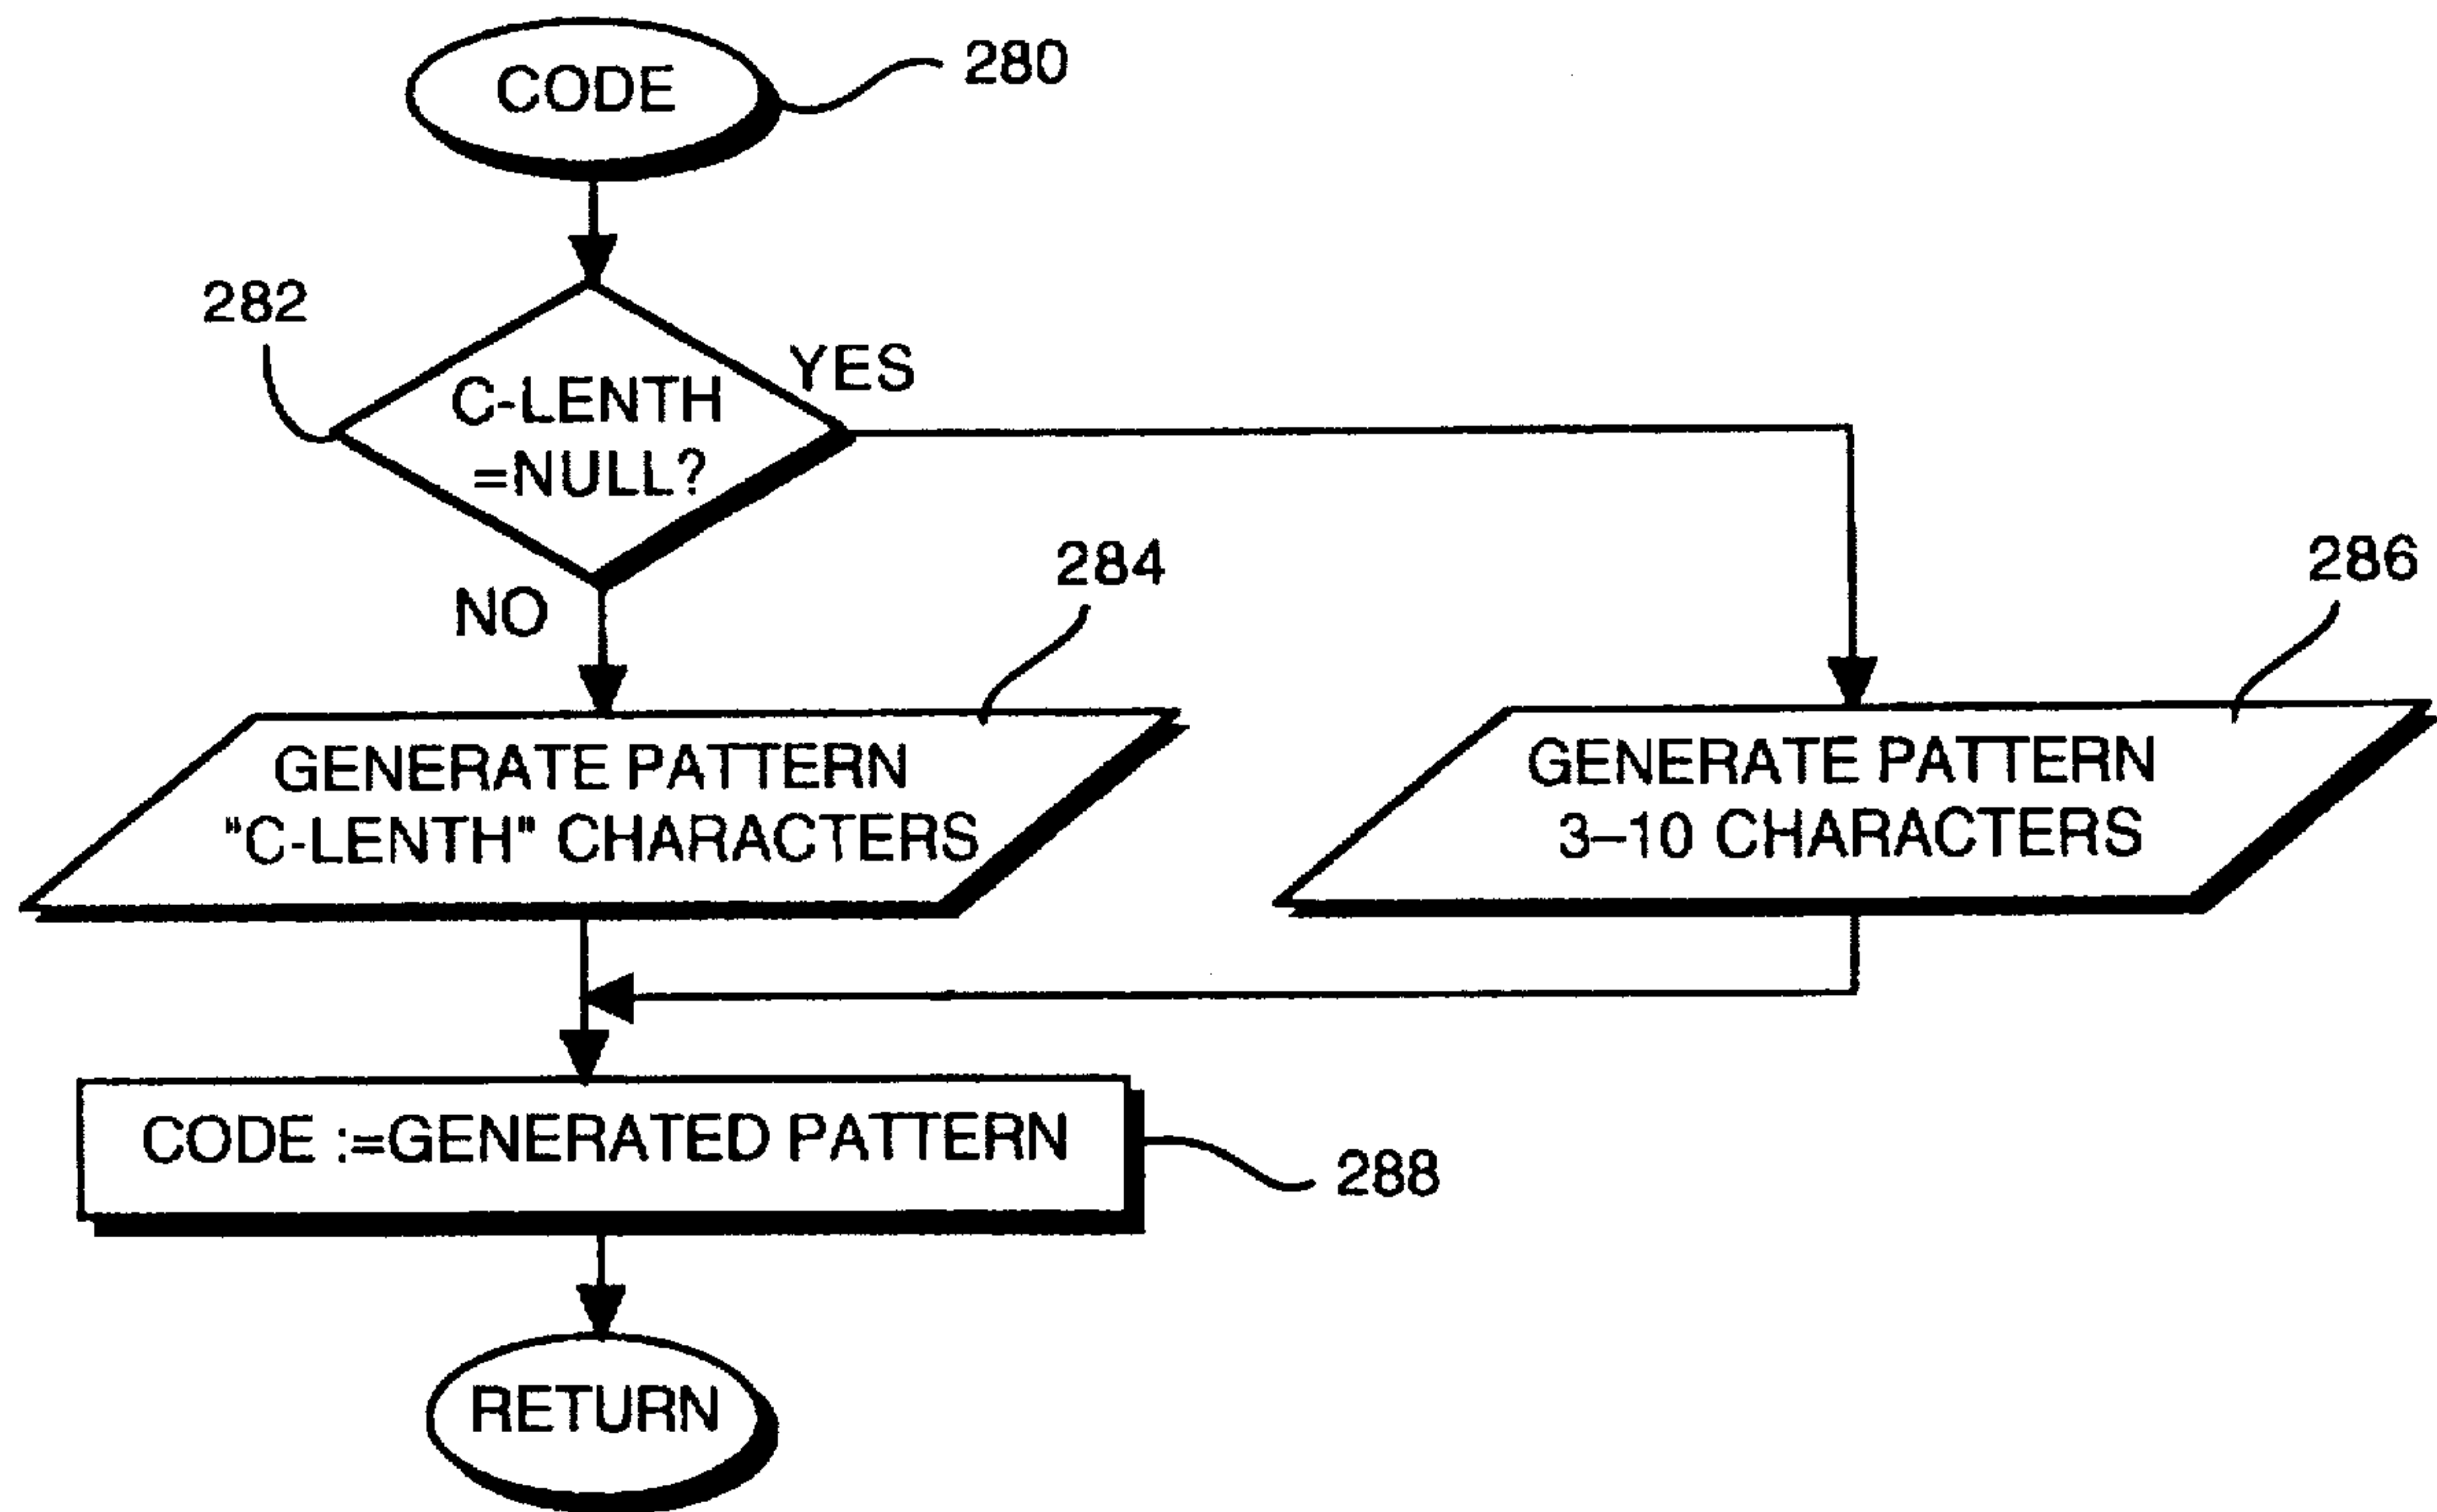 CODE
280
282
C-LENTH
=NULL?
YES
NO
284
286
GENERATE PATTERN
"C-LENTH" CHARACTERS
GENERATE PATTERN
3–10 CHARACTERS
CODE :=GENERATED PATTERN
288
RETURN